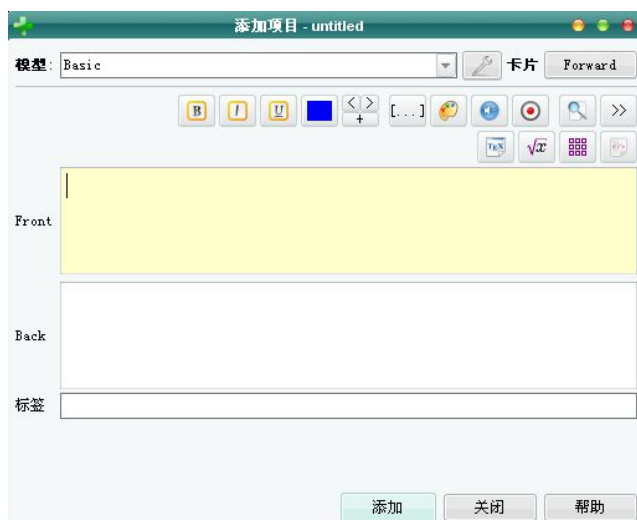 添加项目 - untitled
模型: Basic 卡片 Forward
B I U < > + [...] >>
TEX √x
Front
Back
标签
添加 关闭 帮助